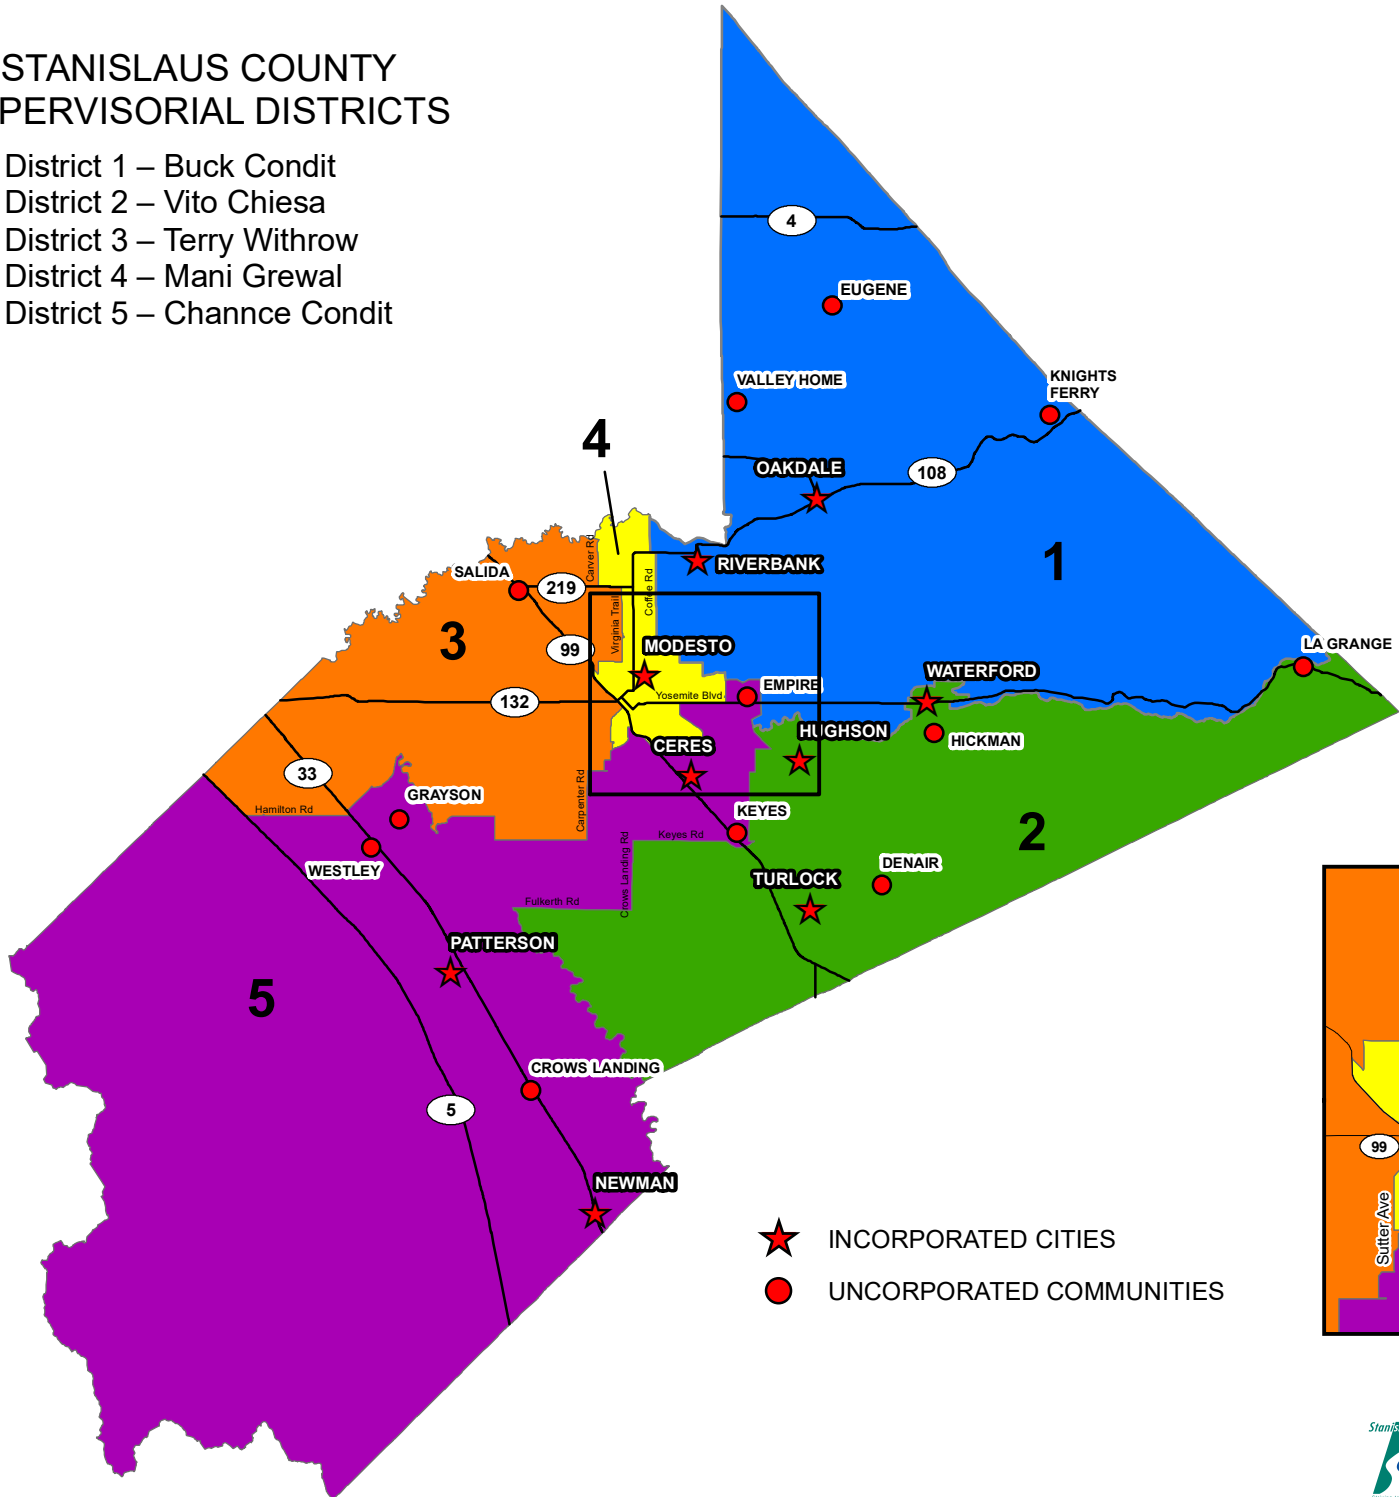 STANISLAUS COUNTY
PERVISORIAL DISTRICTS
District 1 – Buck Condit
District 2 – Vito Chiesa
District 3 – Terry Withrow
District 4 – Mani Grewal
District 5 – Channce Condit
4
EUGENE
VALLEY HOME
KNIGHTS
FERRY
4
OAKDALE
108
RIVERBANK
1
Carver Rd
SALIDA
219
Coffee Rd
Virginia Trail
3
99
MODESTO
LA GRANGE
WATERFORD
EMPIRE
132
Yosemite Blvd
HUGHSON
HICKMAN
CERES
33
GRAYSON
Hamilton Rd
Carpenter Rd
KEYES
Keyes Rd
2
WESTLEY
Crows Landing Rd
DENAIR
TURLOCK
Fulkerth Rd
PATTERSON
5
CROWS LANDING
5
99
NEWMAN
Sutter Ave
INCORPORATED CITIES
UNCORPORATED COMMUNITIES